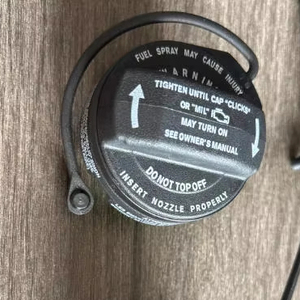 FUEL SPRAY MAY CAUSE INJURY
WARNING
TIGHTEN UNTIL CAP "CLICKS"
OR "MIL"
MAY TURN ON
SEE OWNER'S MANUAL
DO NOT TOP OFF
INSERT NOZZLE PROPERLY